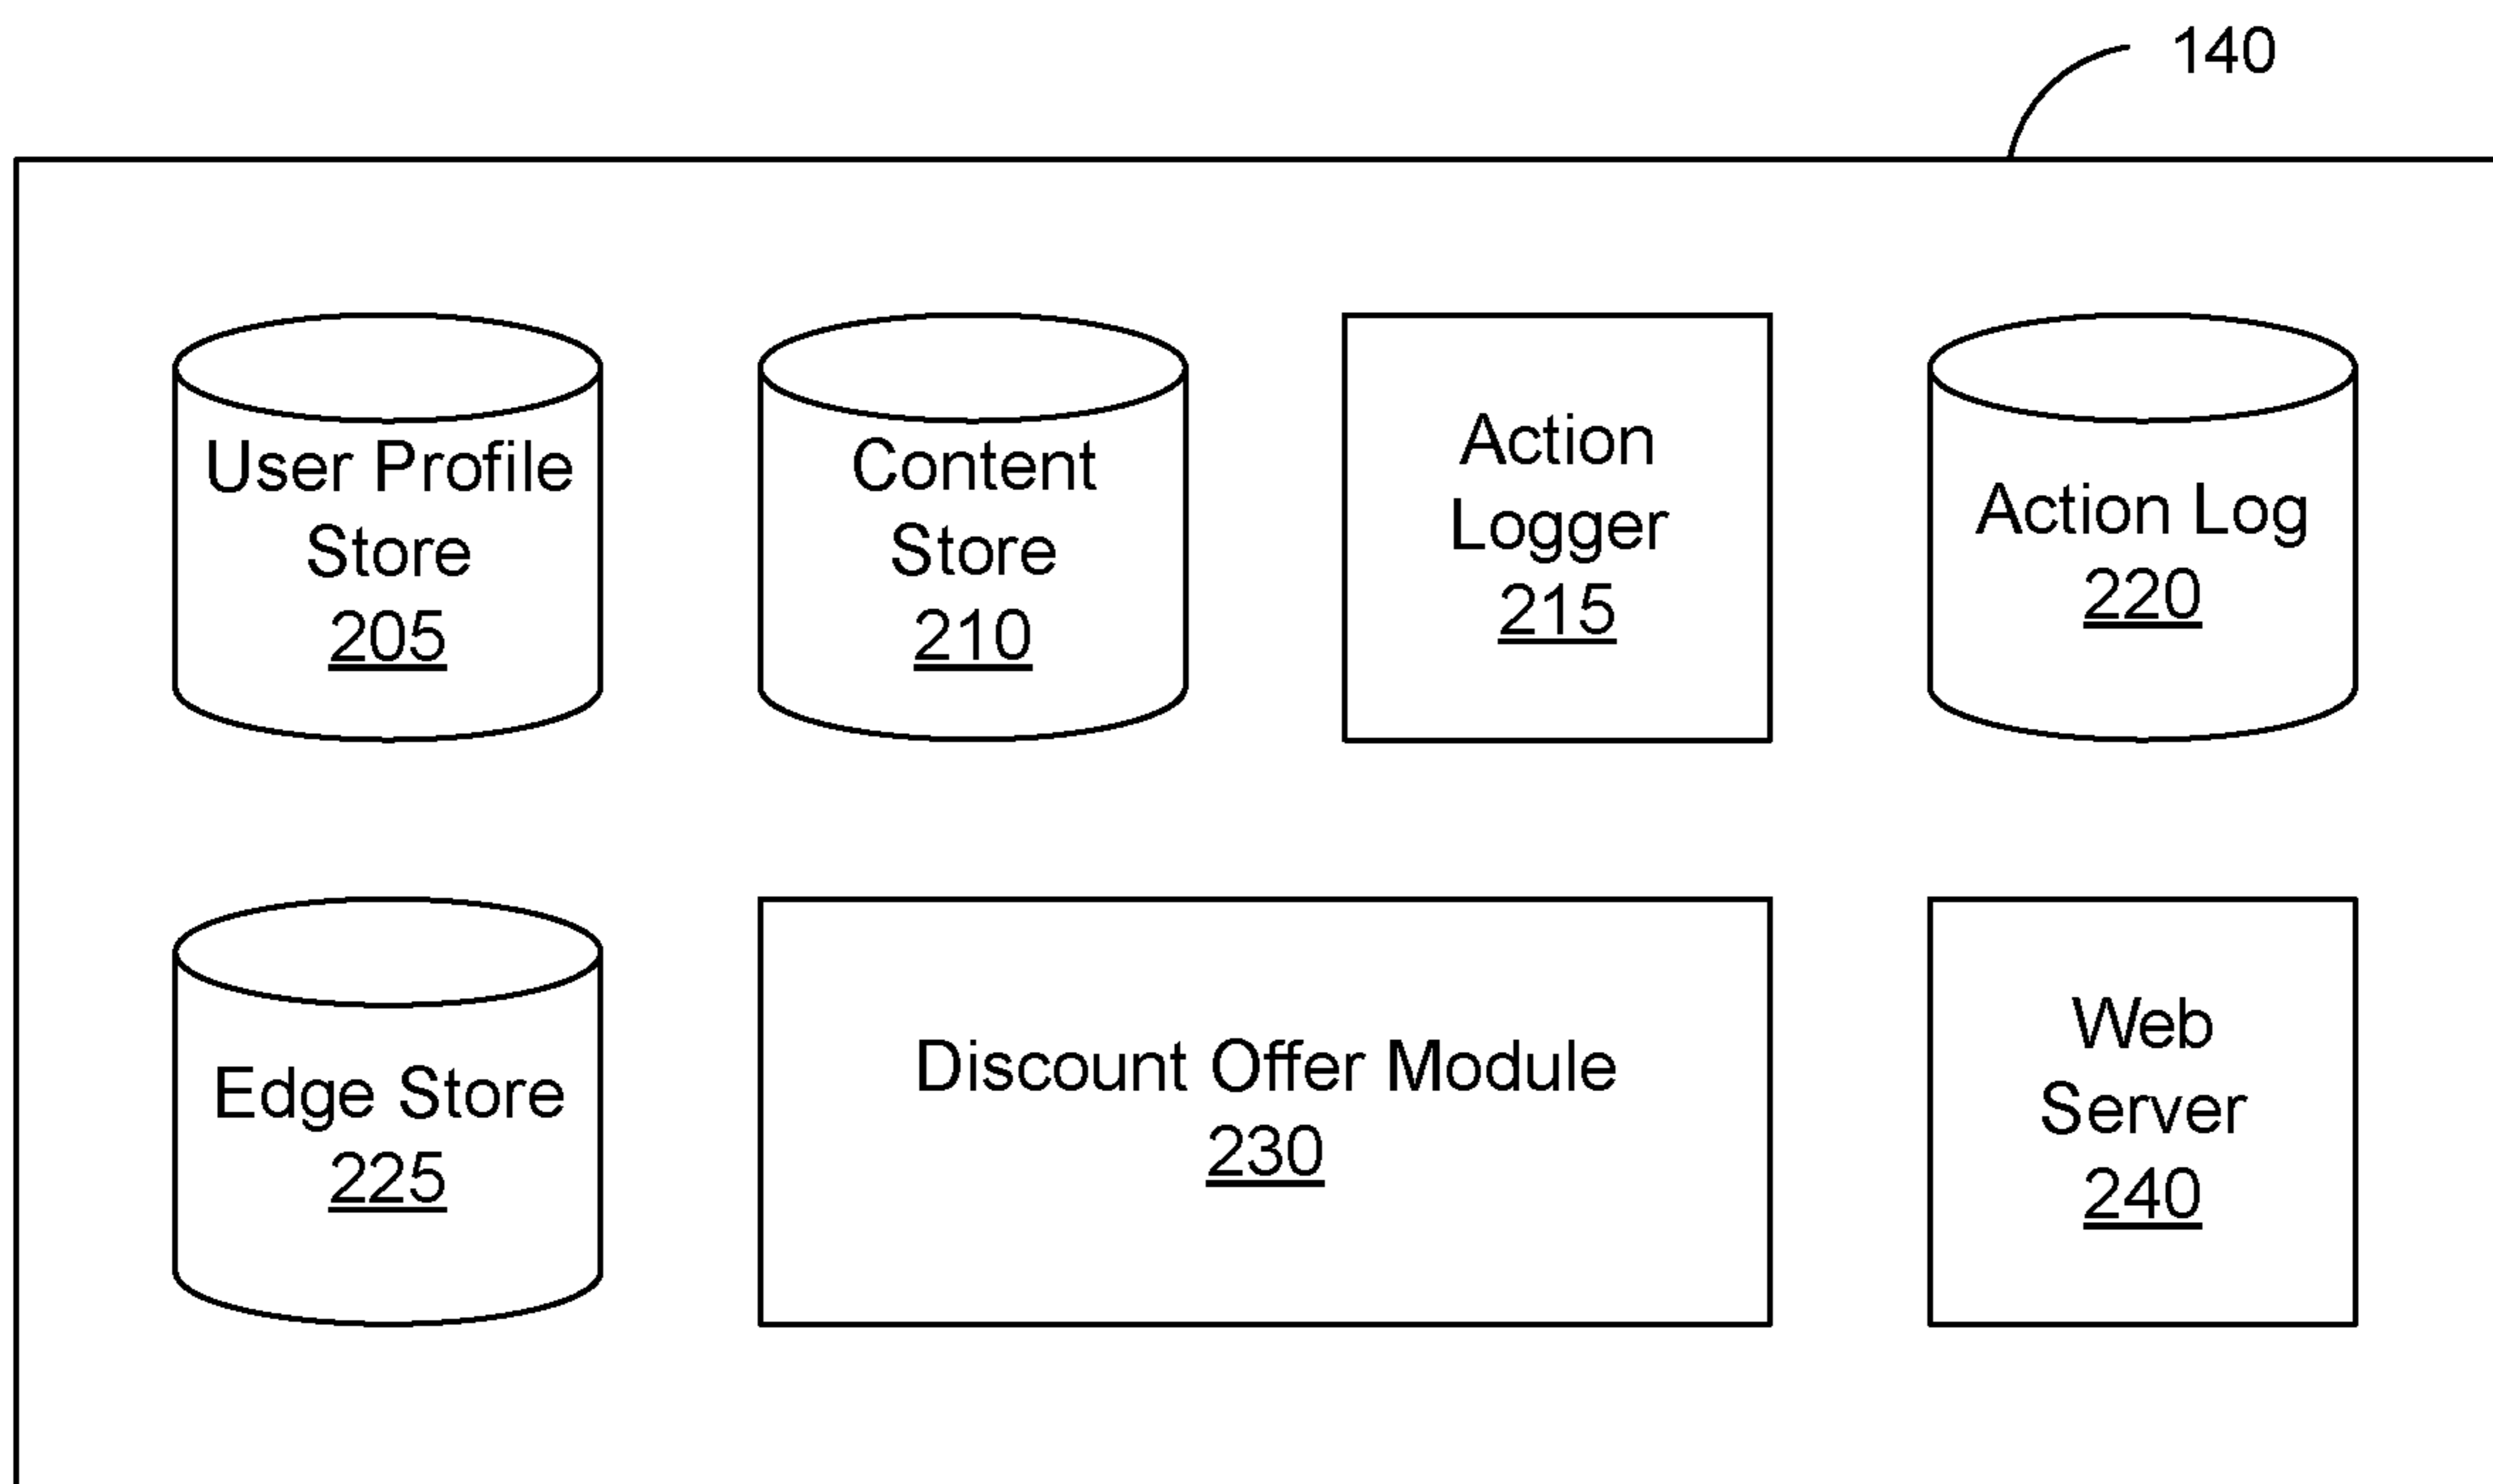 140
User Profile
Store
205
Content
Store
210
Action
Logger
215
Action Log
220
Edge Store
225
Discount Offer Module
230
Web
Server
240